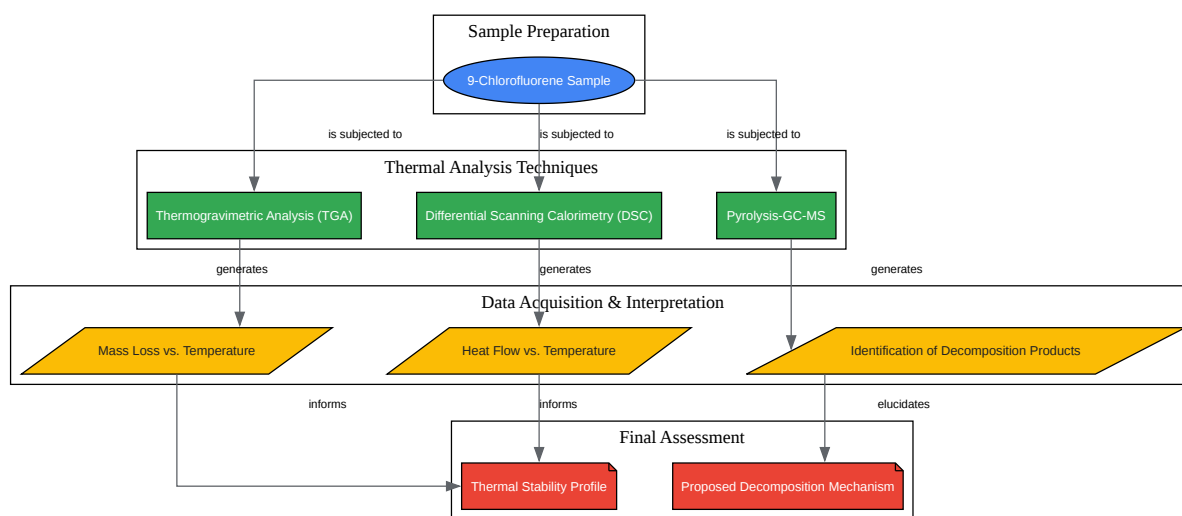 Sample Preparation
9-Chlorofluorene Sample
is subjected to
is subjected to
is subjected to
Thermal Analysis Techniques
Thermogravimetric Analysis (TGA)
Differential Scanning Calorimetry (DSC)
Pyrolysis-GC-MS
generates
generates
generates
Data Acquisition & Interpretation
Mass Loss vs. Temperature
Heat Flow vs. Temperature
Identification of Decomposition Products
informs
informs
elucidates
Final Assessment
Thermal Stability Profile
Proposed Decomposition Mechanism